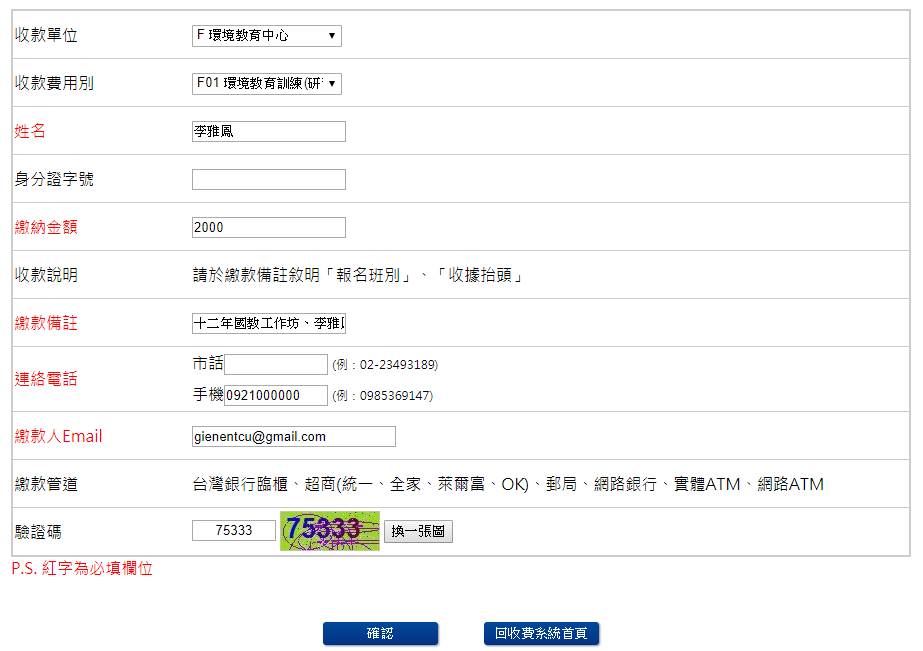 收款單位 F 環境教育中心
收款費用別 F01 環境教育訓練(研
姓名 李雅鳳
身分證字號
繳納金額 2000
收款說明 請於繳款備註敘明「報名班別」、「收據抬頭」
繳款備註 十二年國教工作坊、李雅
連絡電話
市話 (例：02-23493189)
手機 0921000000 (例：0985369147)
繳款人Email gienentcu@gmail.com
繳款管道 台灣銀行臨櫃、超商(統一、全家、萊爾富、OK)、郵局、網路銀行、實體ATM、網路ATM
驗證碼 75333 75333 換一張圖
P.S. 紅字為必填欄位
確認 回收費系統首頁